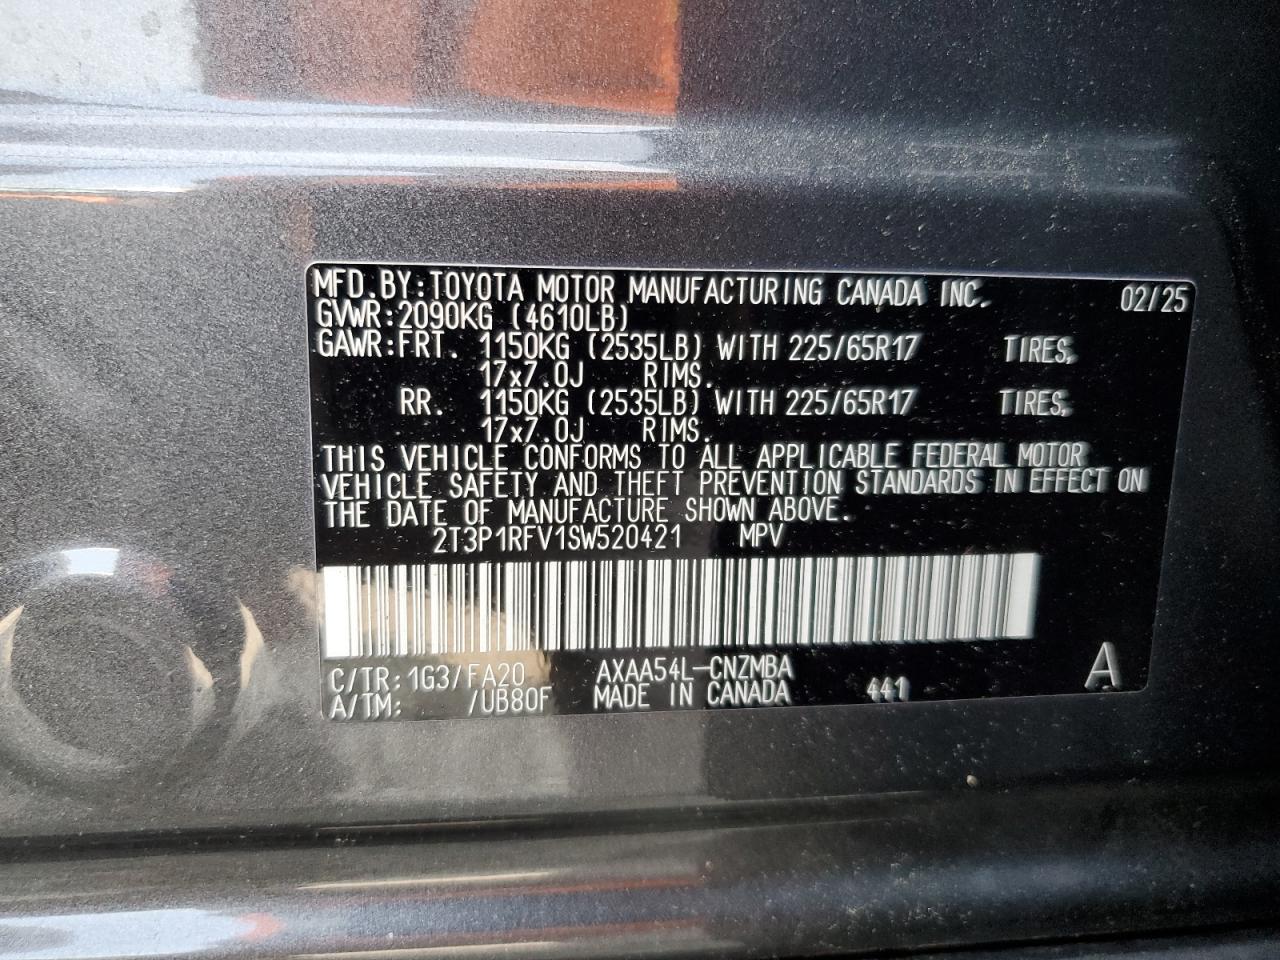 MFD.BY:TOYOTA MOTOR MANUFACTURING CANADA INC. 02/25
GVWR:2090KG (4610LB)
GAWR:FRT. 1150KG (2535LB) WITH 225/65R17 TIRES,
17x7.0J RIMS.
RR. 1150KG (2535LB) WITH 225/65R17 TIRES,
17x7.0J RIMS.
THIS VEHICLE CONFORMS TO ALL APPLICABLE FEDERAL MOTOR
VEHICLE SAFETY AND THEFT PREVENTION STANDARDS IN EFFECT ON
THE DATE OF MANUFACTURE SHOWN ABOVE.
2T3P1RFV1SW520421 MPV
C/TR:1G3/FA20 AXAA54L-CNZMBA A
A/TM: /UB80F MADE IN CANADA 441